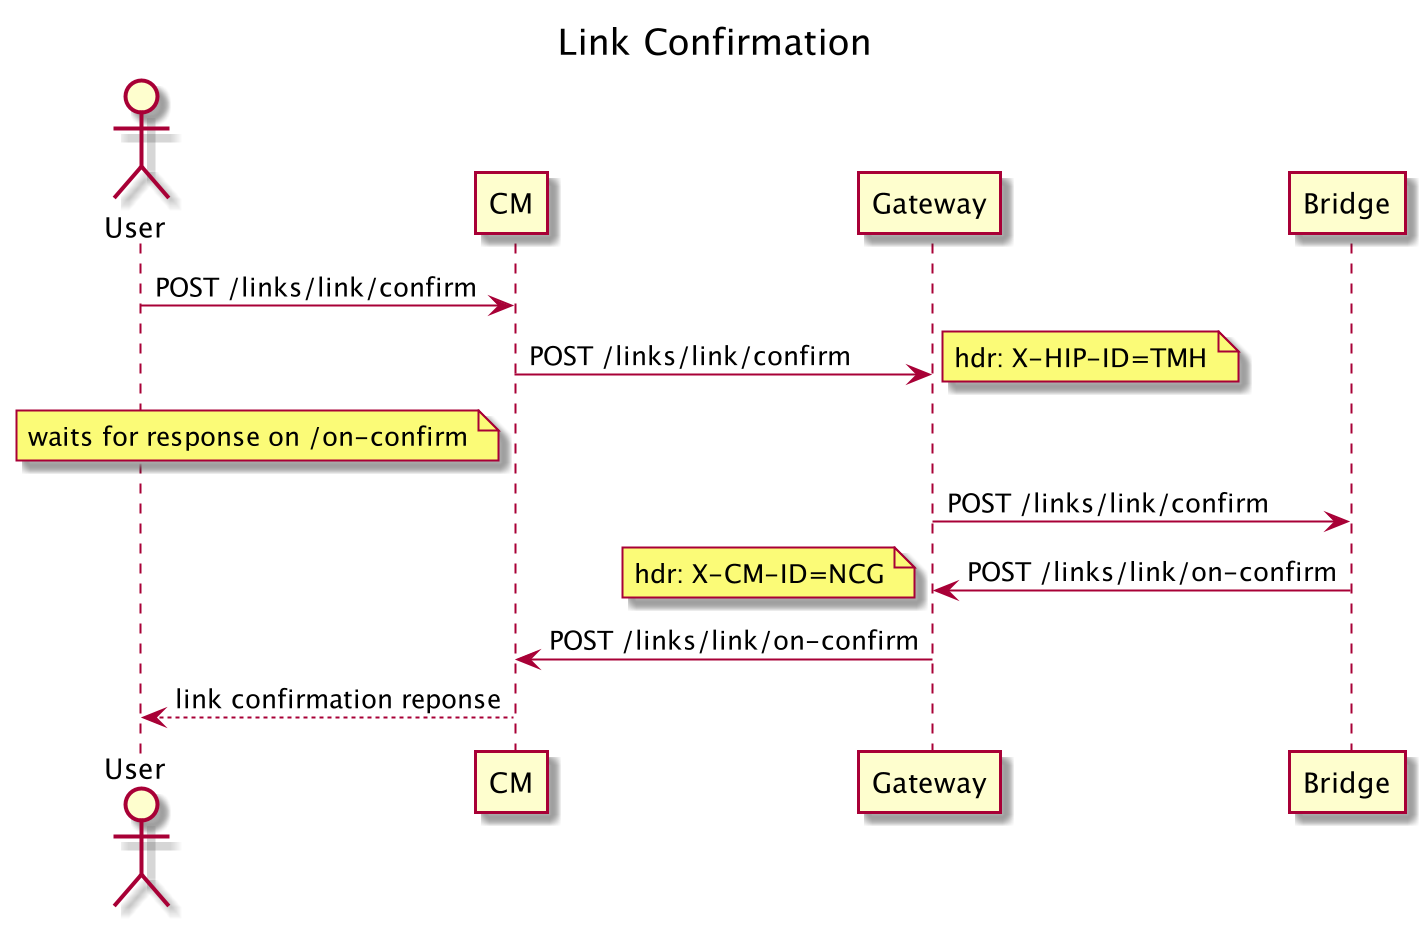 Link Confirmation
User
CM
Gateway
Bridge
POST /links/link/confirm
POST /links/link/confirm
hdr: X-HIP-ID=TMH
waits for response on /on-confirm
POST /links/link/confirm
hdr: X-CM-ID=NCG
POST /links/link/on-confirm
POST /links/link/on-confirm
link confirmation reponse
User
CM
Gateway
Bridge